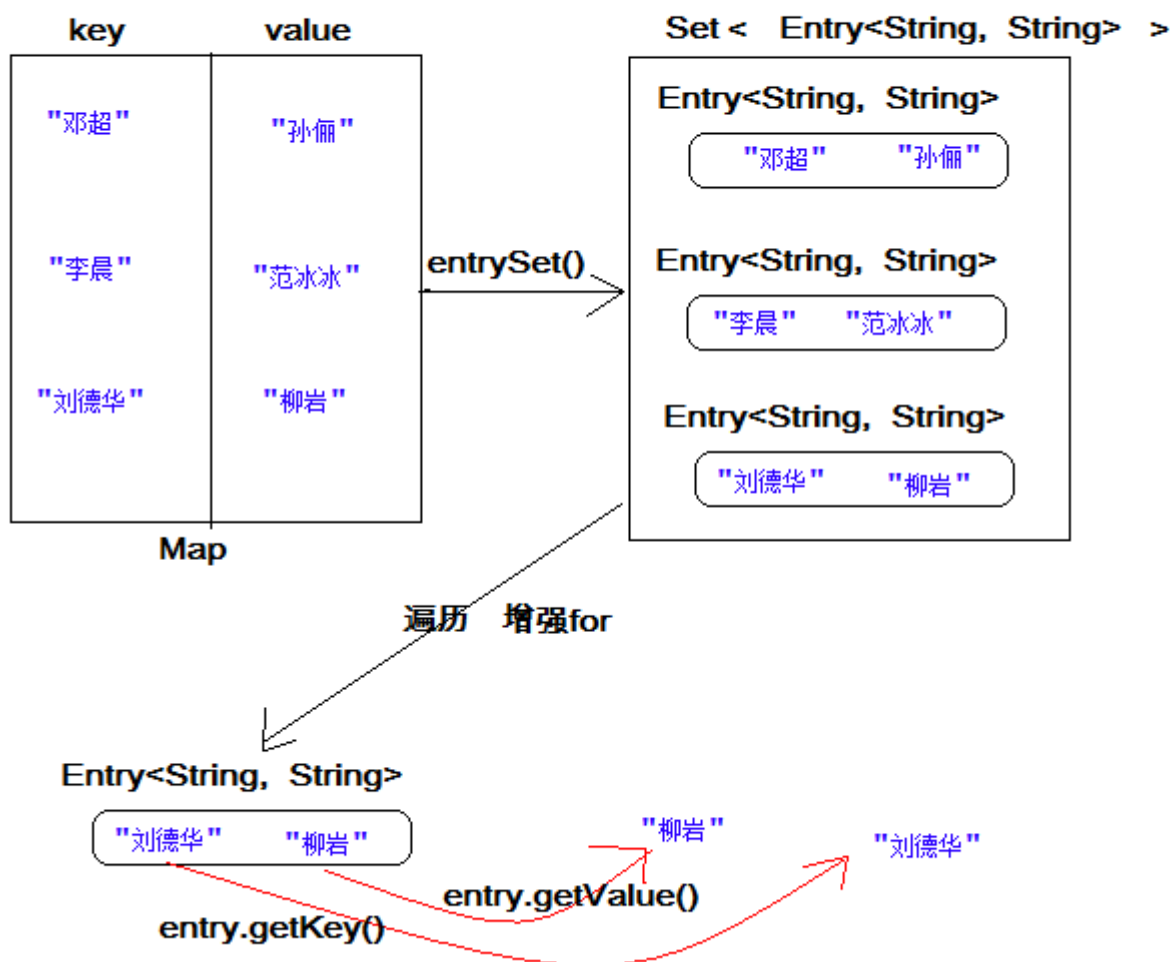 key value
"邓超" "孙俪"
"李晨" "范冰冰"
"刘德华" "柳岩"
Map
entrySet()
Set < Entry<String, String> >
Entry<String, String>
"邓超" "孙俪"
Entry<String, String>
"李晨" "范冰冰"
Entry<String, String>
"刘德华" "柳岩"
遍历 增强for
Entry<String, String>
"刘德华" "柳岩"
"柳岩"
"刘德华"
entry.getValue()
entry.getKey()